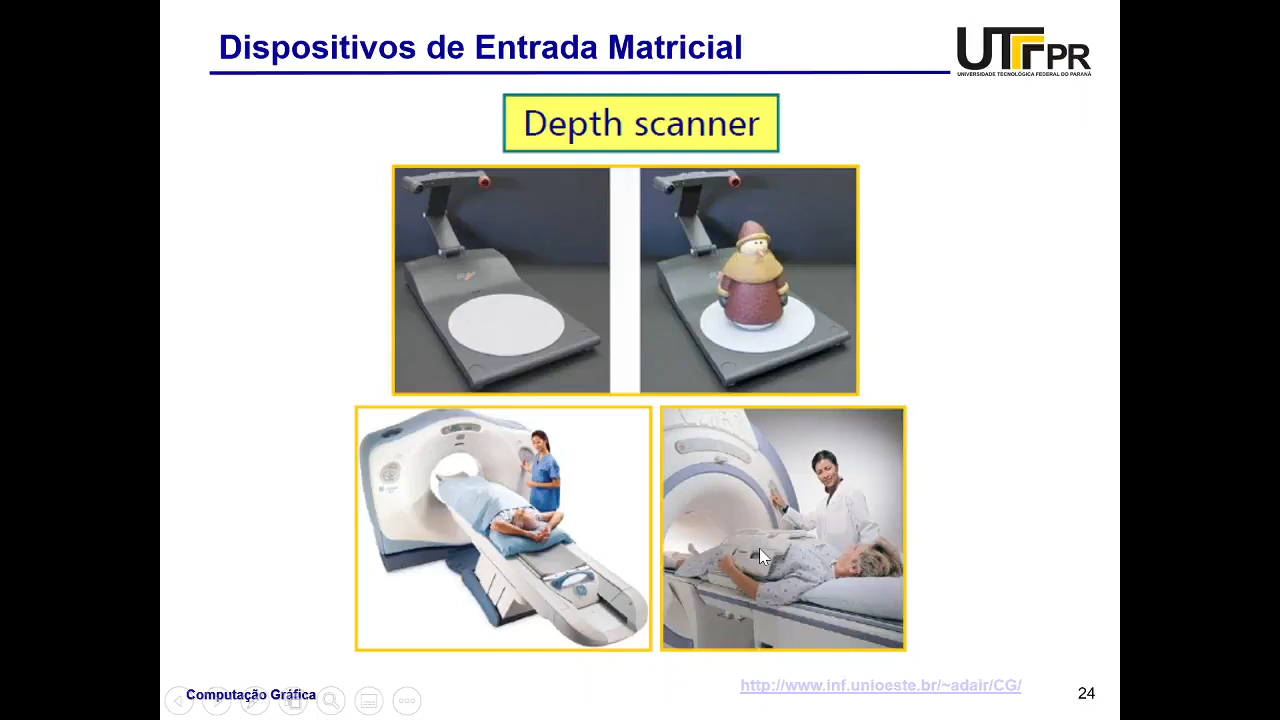 Dispositivos de Entrada Matricial
UTFPR
UNIVERSIDADE TECNOLÓGICA FEDERAL DO PARANÁ
Depth scanner
http://www.inf.unioeste.br/~adair/CG/
Computação Gráfica
24